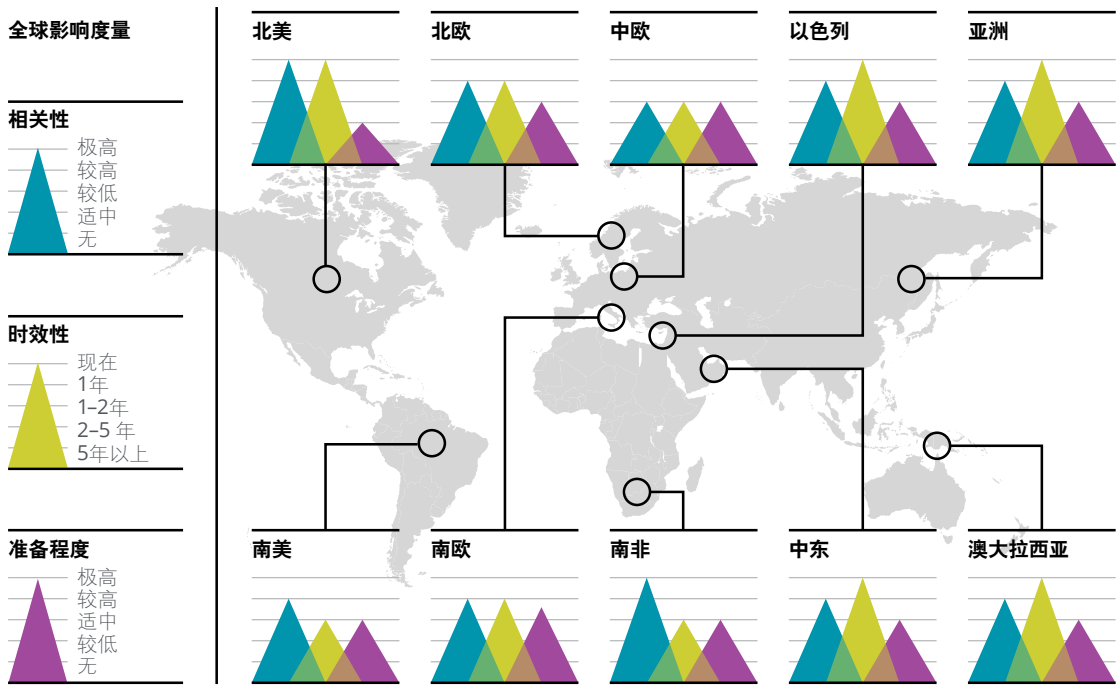 全球影响度量
相关性
极高
较高
较低
适中
无
时效性
现在
1年
1–2年
2–5 年
5年以上
准备程度
极高
较高
适中
较低
无
北美
北欧
中欧
以色列
亚洲
南美
南欧
南非
中东
澳大拉西亚